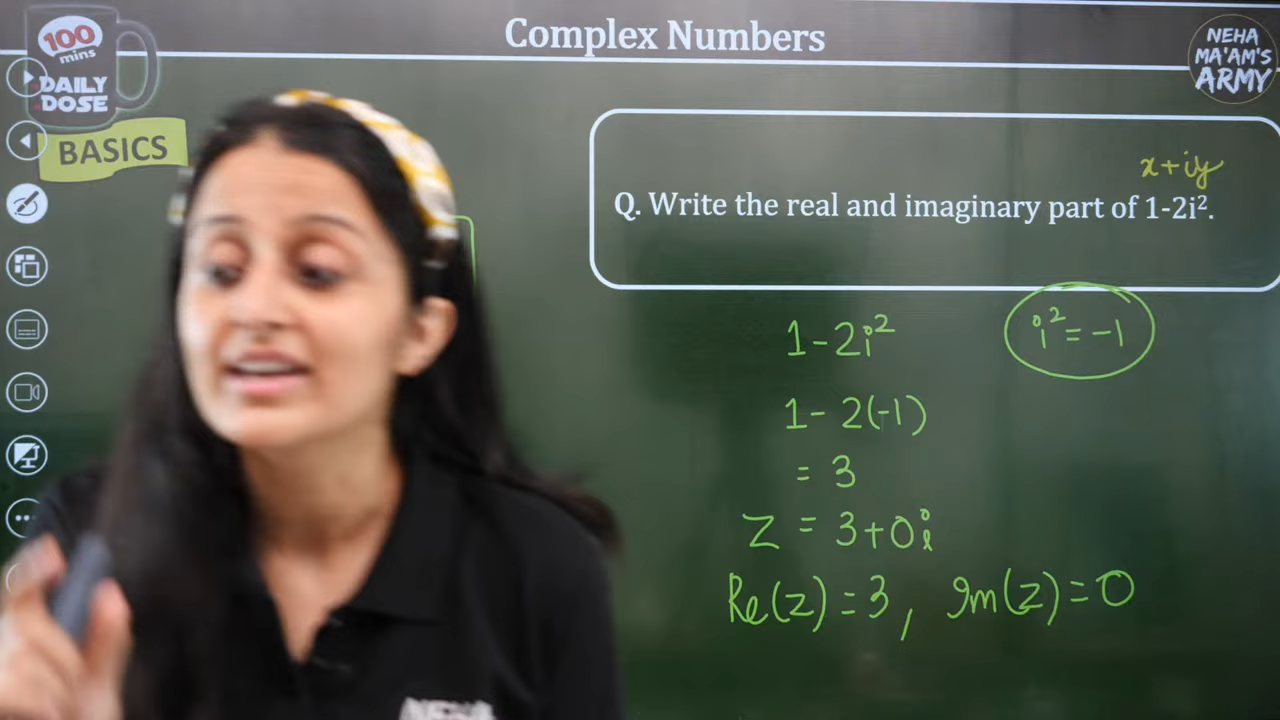 100
mins
DAILY
DOSE
BASICS
Complex Numbers
NEHA
MA'AM'S
ARMY
x+iy
Q. Write the real and imaginary part of 1-2i².
1-2i²
i²=-1
1-2(-1)
= 3
Z = 3+0i
Re(z)=3, Im(z)=0